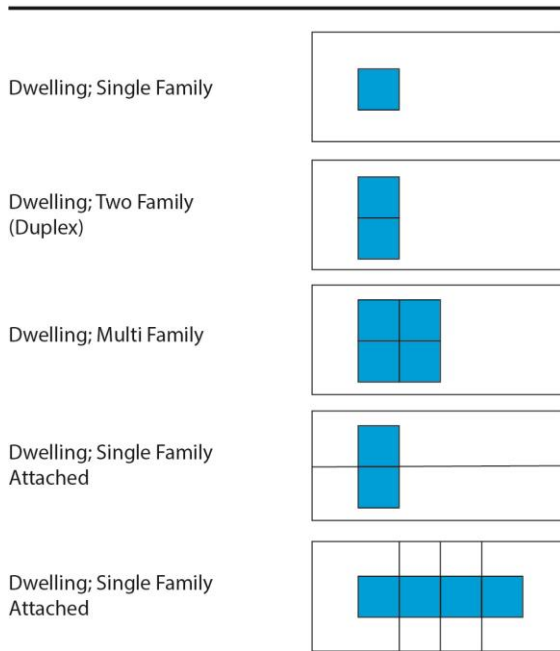 Dwelling; Single Family
Dwelling; Two Family
(Duplex)
Dwelling; Multi Family
Dwelling; Single Family
Attached
Dwelling; Single Family
Attached